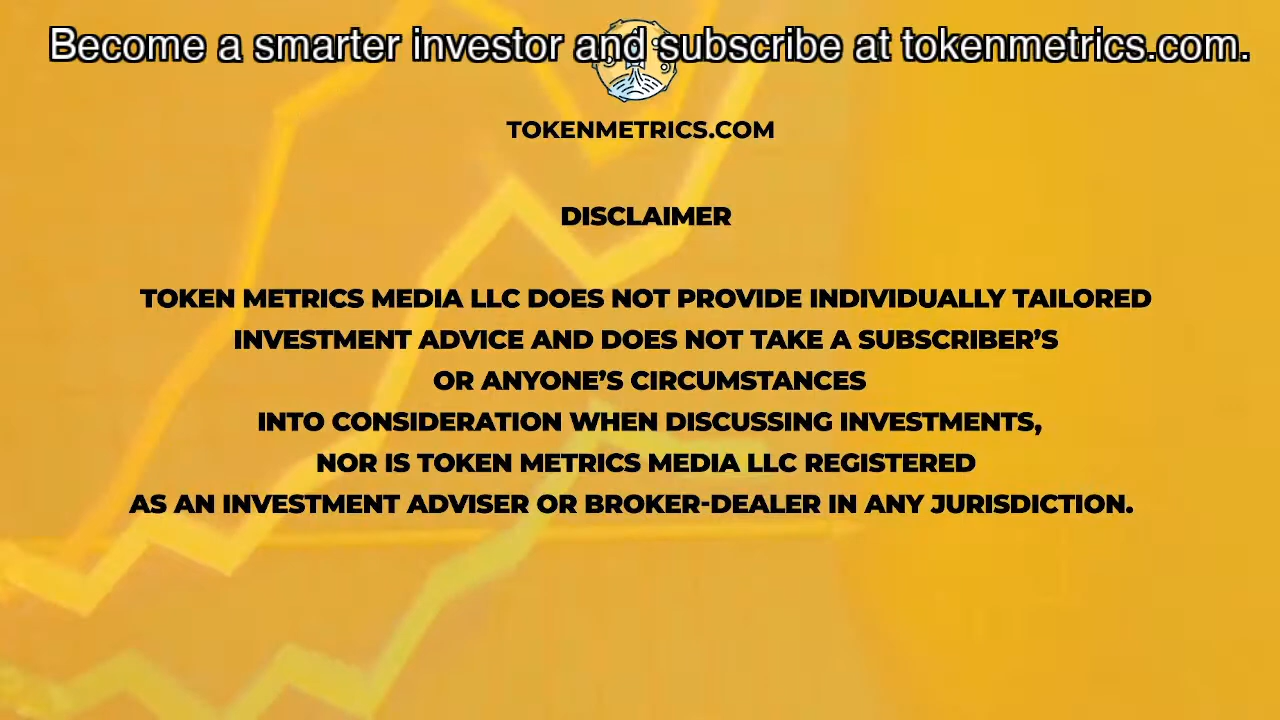 Become a smarter investor and subscribe at tokenmetrics.com.
TOKENMETRICS.COM
DISCLAIMER
TOKEN METRICS MEDIA LLC DOES NOT PROVIDE INDIVIDUALLY TAILORED
INVESTMENT ADVICE AND DOES NOT TAKE A SUBSCRIBER’S
OR ANYONE’S CIRCUMSTANCES
INTO CONSIDERATION WHEN DISCUSSING INVESTMENTS,
NOR IS TOKEN METRICS MEDIA LLC REGISTERED
AS AN INVESTMENT ADVISER OR BROKER-DEALER IN ANY JURISDICTION.